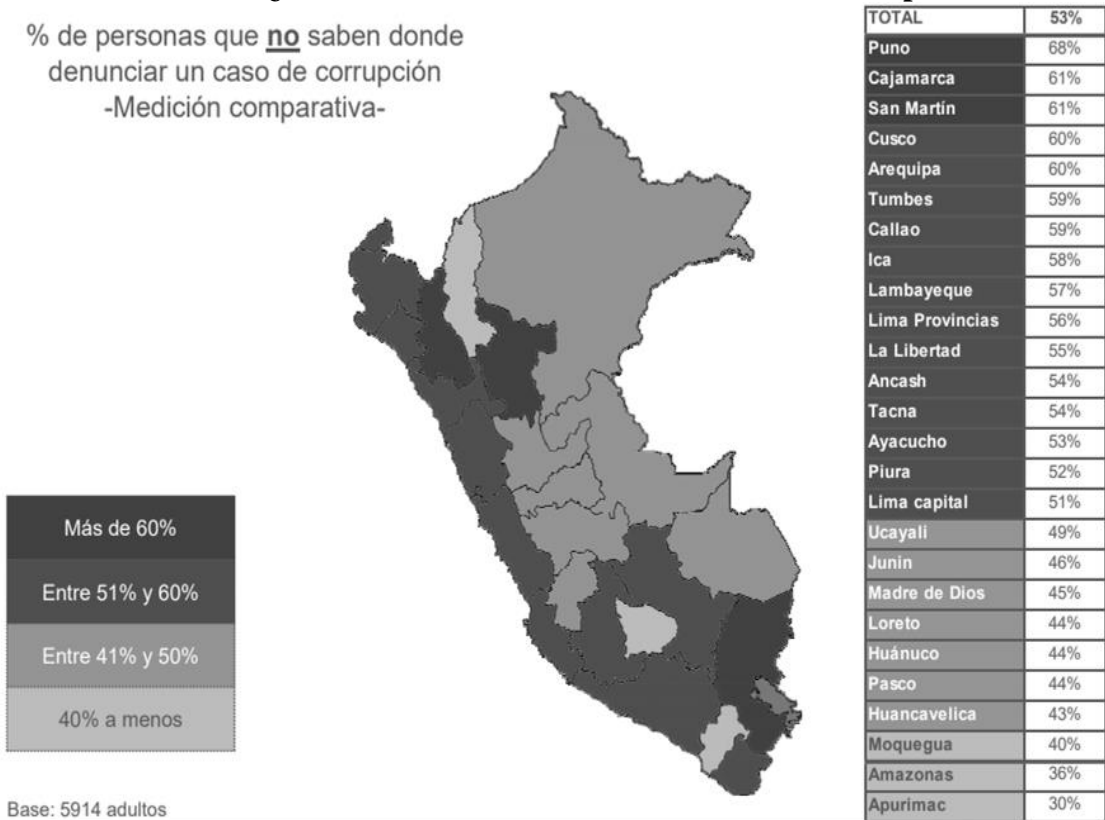 % de personas que no saben donde
denunciar un caso de corrupción
-Medición comparativa-
TOTAL 53%
Puno 68%
Cajamarca 61%
San Martín 61%
Cusco 60%
Arequipa 60%
Tumbes 59%
Callao 59%
Ica 58%
Lambayeque 57%
Lima Provincias 56%
La Libertad 55%
Ancash 54%
Tacna 54%
Ayacucho 53%
Piura 52%
Lima capital 51%
Ucayali 49%
Junin 46%
Madre de Dios 45%
Loreto 44%
Huánuco 44%
Pasco 44%
Huancavelica 43%
Moquegua 40%
Amazonas 36%
Apurimac 30%
Más de 60%
Entre 51% y 60%
Entre 41% y 50%
40% a menos
Base: 5914 adultos